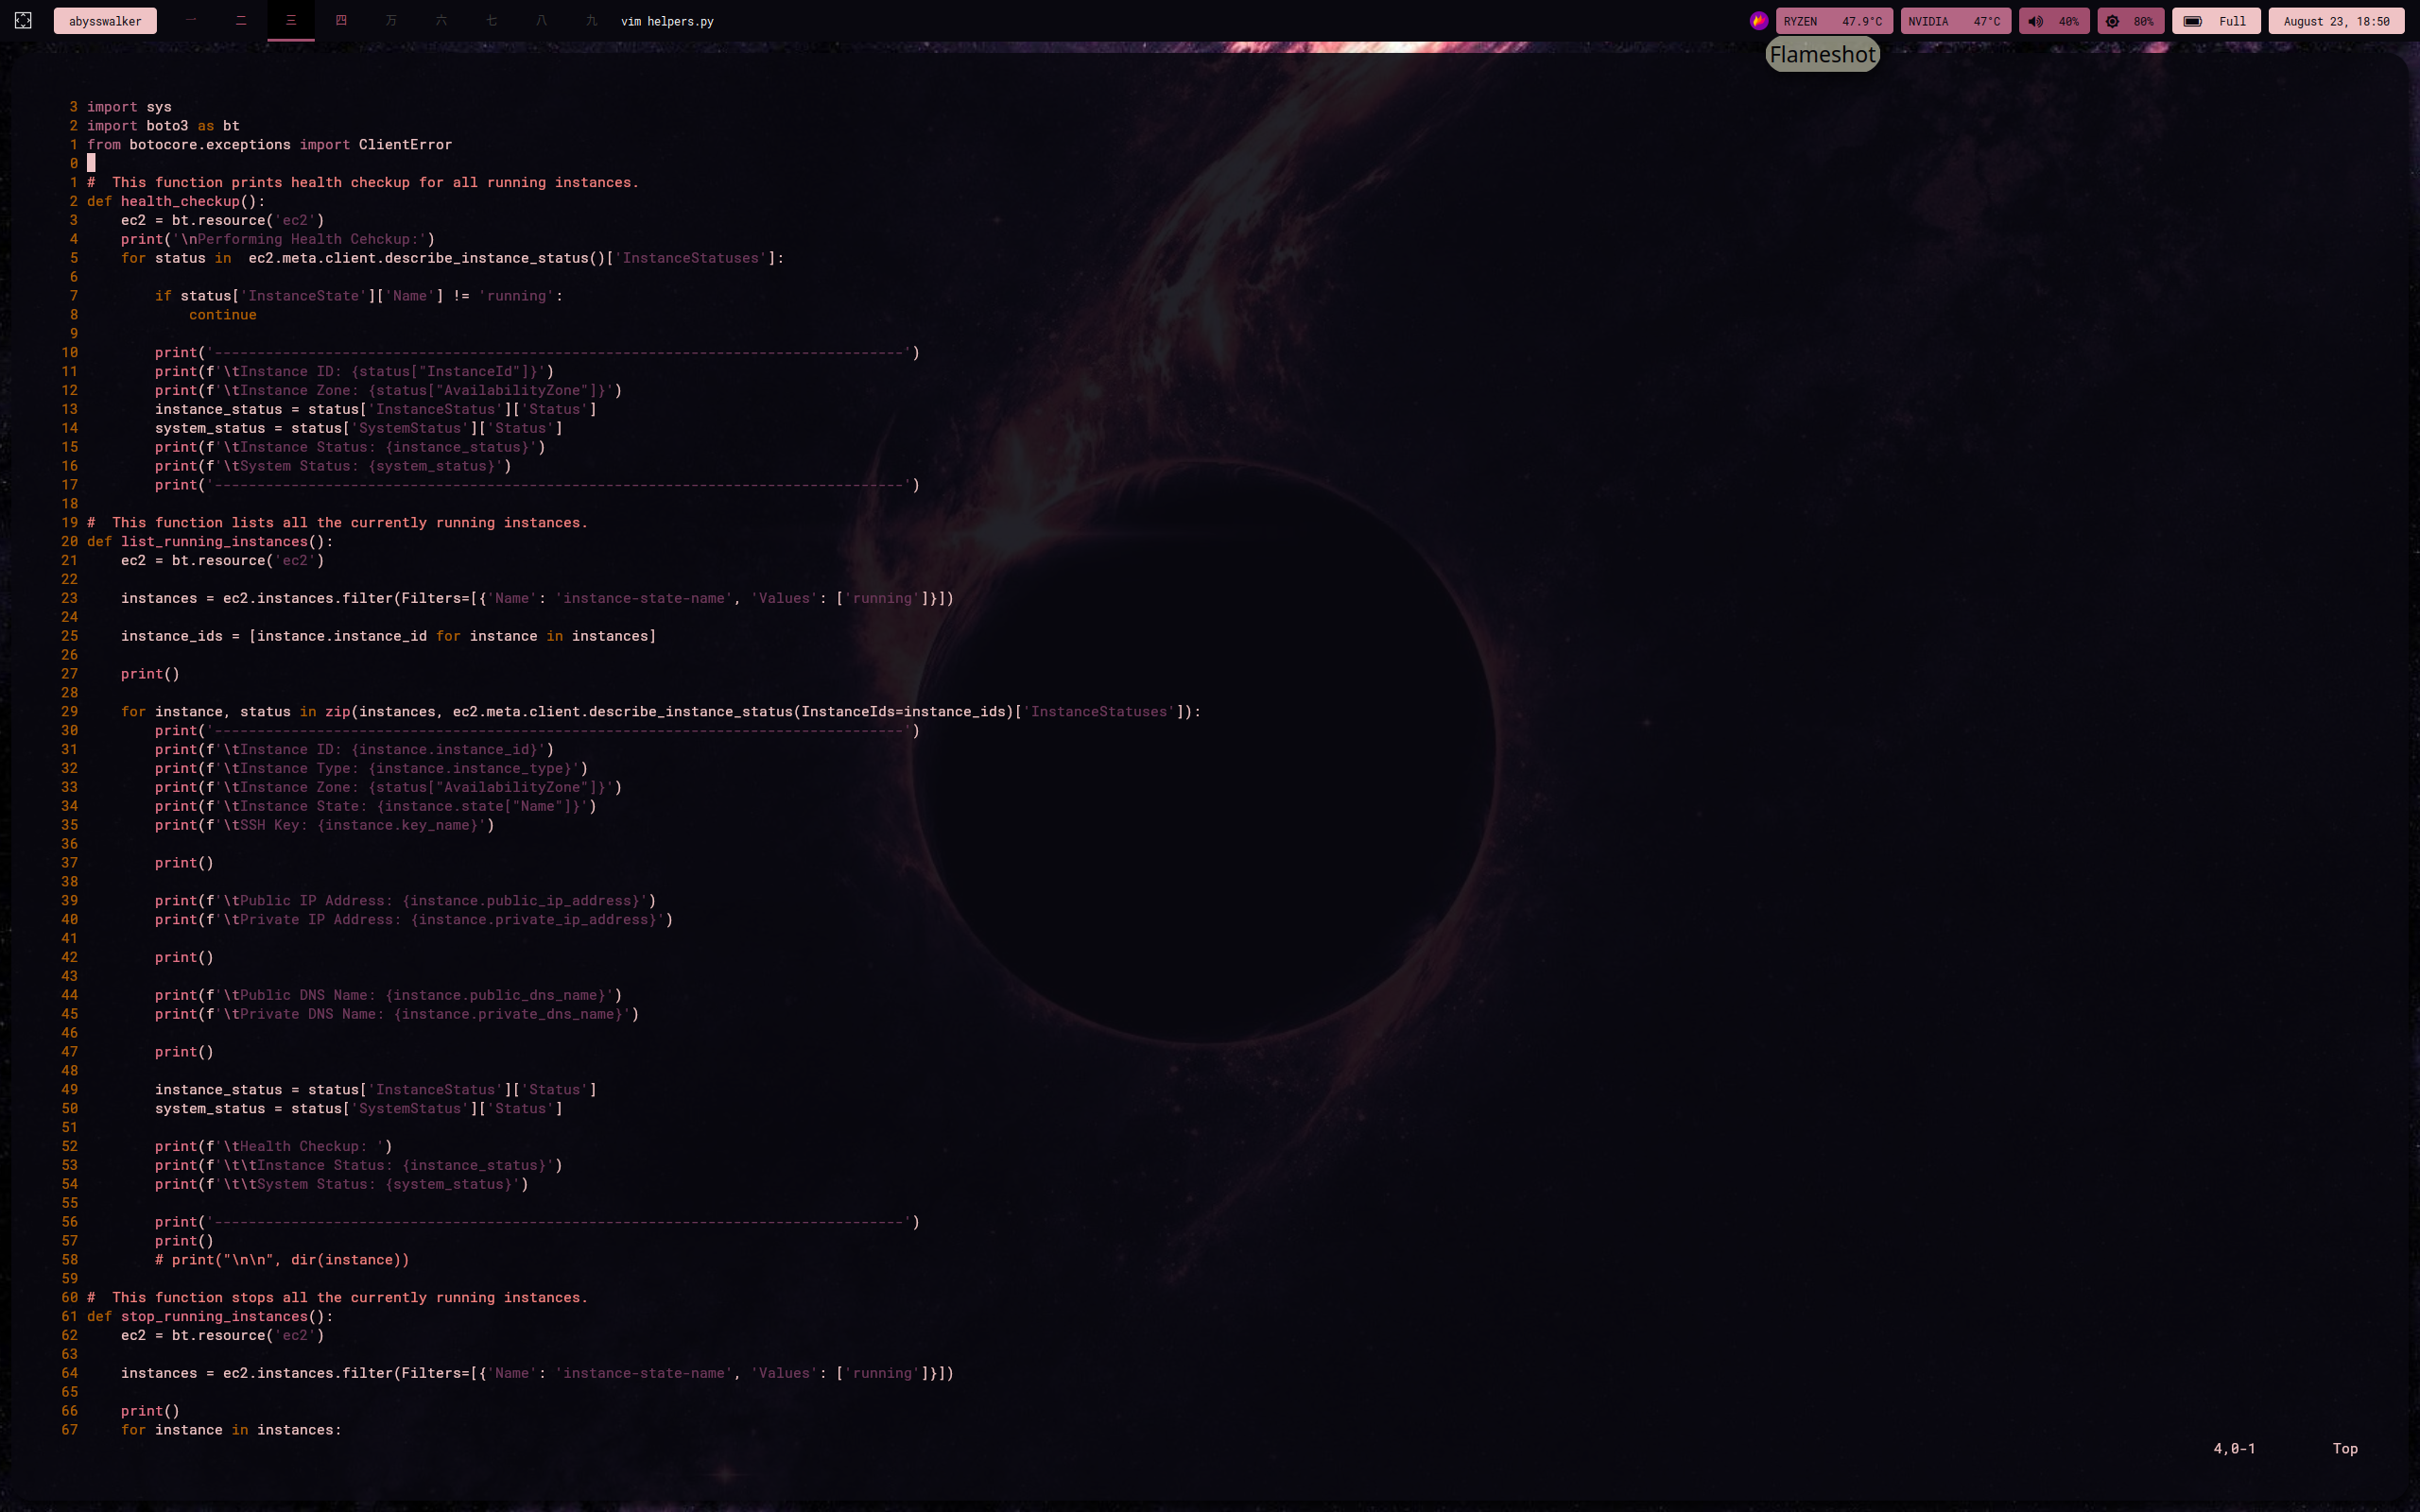 abysswalker 一 二 三 四 万 六 七 八 九 vim helpers.py RYZEN 47.9°C NVIDIA 47°C 40% 80% Full August 23, 18:50
Flameshot
3 import sys
2 import boto3 as bt
1 from botocore.exceptions import ClientError
0
1 #  This function prints health checkup for all running instances.
2 def health_checkup():
3     ec2 = bt.resource('ec2')
4     print('\nPerforming Health Cehckup:')
5     for status in  ec2.meta.client.describe_instance_status()['InstanceStatuses']:
6
7         if status['InstanceState']['Name'] != 'running':
8             continue
9
10         print('---------------------------------------------------------------------------------')
11         print(f'\tInstance ID: {status["InstanceId"]}')
12         print(f'\tInstance Zone: {status["AvailabilityZone"]}')
13         instance_status = status['InstanceStatus']['Status']
14         system_status = status['SystemStatus']['Status']
15         print(f'\tInstance Status: {instance_status}')
16         print(f'\tSystem Status: {system_status}')
17         print('---------------------------------------------------------------------------------')
18
19 #  This function lists all the currently running instances.
20 def list_running_instances():
21     ec2 = bt.resource('ec2')
22
23     instances = ec2.instances.filter(Filters=[{'Name': 'instance-state-name', 'Values': ['running']}])
24
25     instance_ids = [instance.instance_id for instance in instances]
26
27     print()
28
29     for instance, status in zip(instances, ec2.meta.client.describe_instance_status(InstanceIds=instance_ids)['InstanceStatuses']):
30         print('---------------------------------------------------------------------------------')
31         print(f'\tInstance ID: {instance.instance_id}')
32         print(f'\tInstance Type: {instance.instance_type}')
33         print(f'\tInstance Zone: {status["AvailabilityZone"]}')
34         print(f'\tInstance State: {instance.state["Name"]}')
35         print(f'\tSSH Key: {instance.key_name}')
36
37         print()
38
39         print(f'\tPublic IP Address: {instance.public_ip_address}')
40         print(f'\tPrivate IP Address: {instance.private_ip_address}')
41
42         print()
43
44         print(f'\tPublic DNS Name: {instance.public_dns_name}')
45         print(f'\tPrivate DNS Name: {instance.private_dns_name}')
46
47         print()
48
49         instance_status = status['InstanceStatus']['Status']
50         system_status = status['SystemStatus']['Status']
51
52         print(f'\tHealth Checkup: ')
53         print(f'\t\tInstance Status: {instance_status}')
54         print(f'\t\tSystem Status: {system_status}')
55
56         print('---------------------------------------------------------------------------------')
57         print()
58         # print("\n\n", dir(instance))
59
60 #  This function stops all the currently running instances.
61 def stop_running_instances():
62     ec2 = bt.resource('ec2')
63
64     instances = ec2.instances.filter(Filters=[{'Name': 'instance-state-name', 'Values': ['running']}])
65
66     print()
67     for instance in instances:
4,0-1 Top